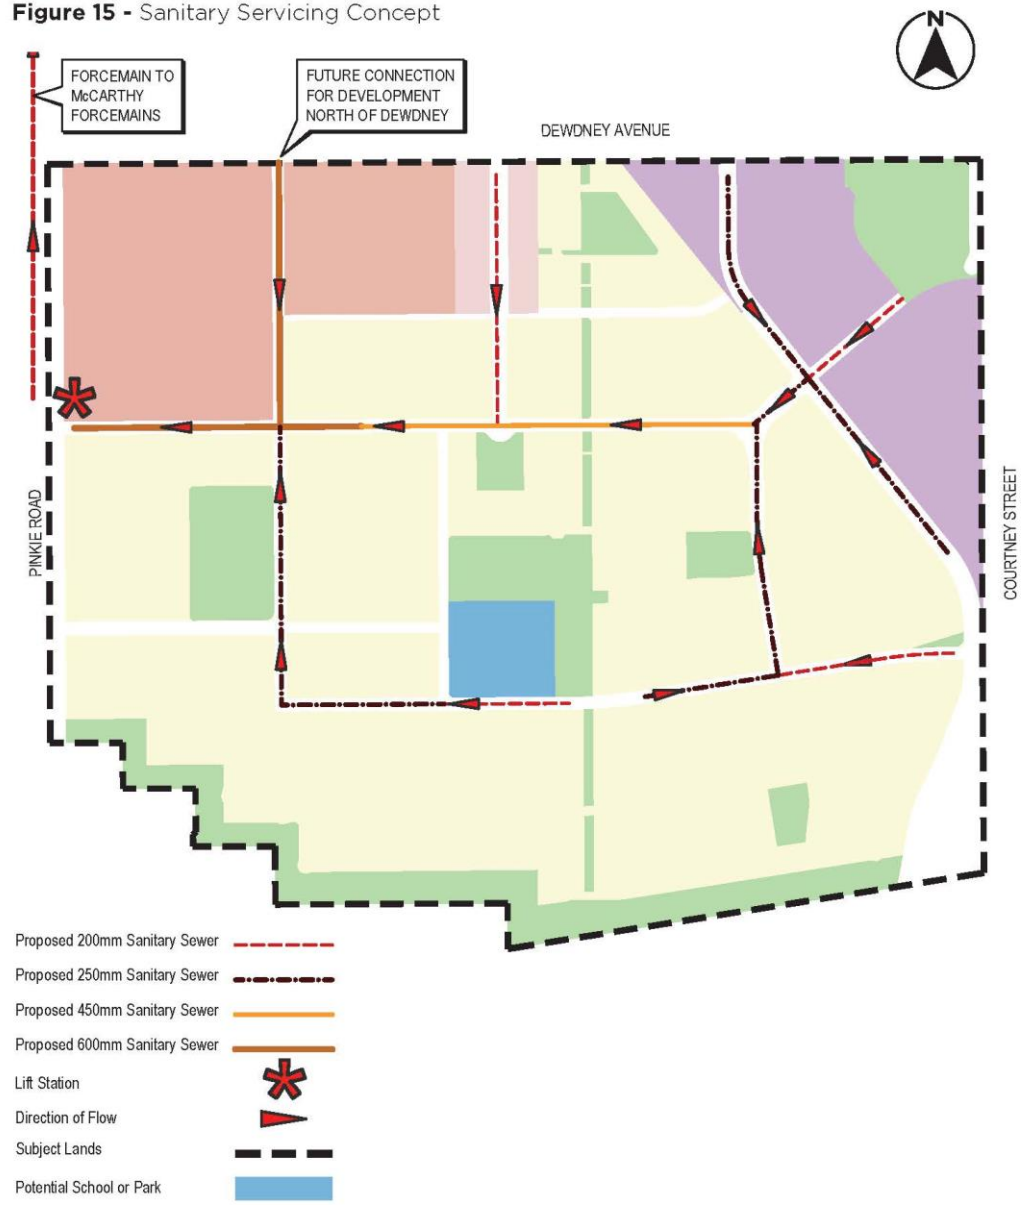 Figure 15 - Sanitary Servicing Concept
N
FORCEMAIN TO
McCARTHY
FORCEMAINS
FUTURE CONNECTION
FOR DEVELOPMENT
NORTH OF DEWDNEY
DEWDNEY AVENUE
PINKIE ROAD
COURTNEY STREET
Proposed 200mm Sanitary Sewer
Proposed 250mm Sanitary Sewer
Proposed 450mm Sanitary Sewer
Proposed 600mm Sanitary Sewer
Lift Station
Direction of Flow
Subject Lands
Potential School or Park